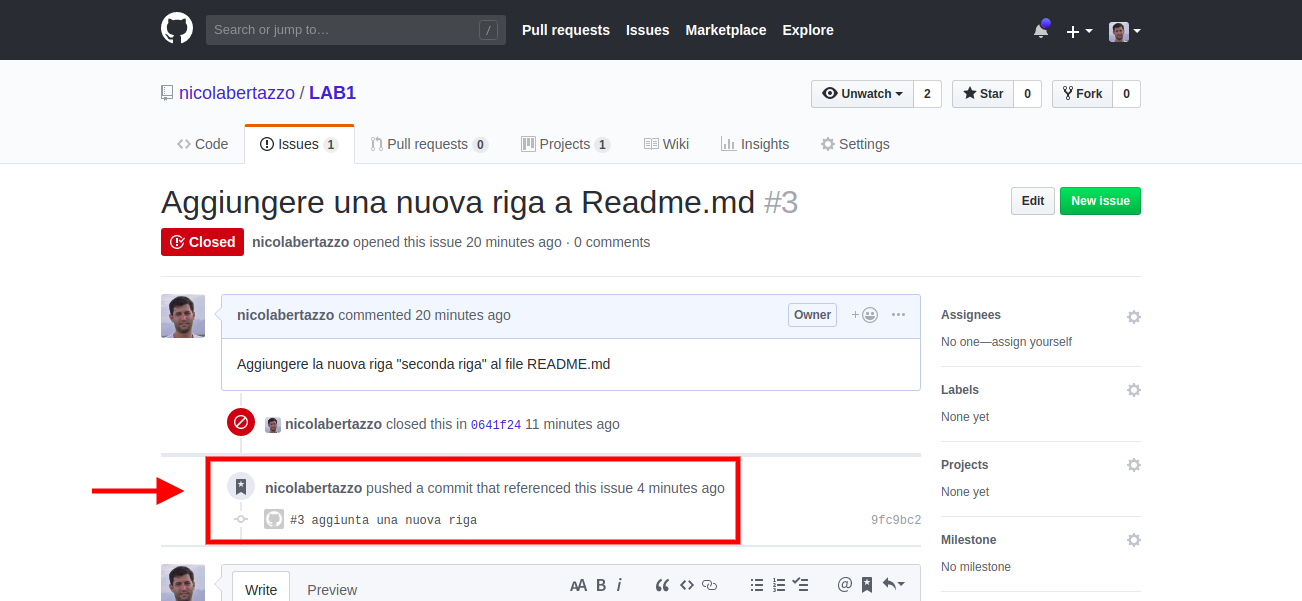 Search or jump to… /
Pull requests Issues Marketplace Explore
nicolabertazzo / LAB1
Unwatch 2 Star 0 Fork 0
Code Issues 1 Pull requests 0 Projects 1 Wiki Insights Settings
Aggiungere una nuova riga a Readme.md #3
Edit New issue
Closed nicolabertazzo opened this issue 20 minutes ago · 0 comments
nicolabertazzo commented 20 minutes ago Owner
Aggiungere la nuova riga "seconda riga" al file README.md
nicolabertazzo closed this in 0641f24 11 minutes ago
nicolabertazzo pushed a commit that referenced this issue 4 minutes ago
#3 aggiunta una nuova riga 9fc9bc2
Write Preview
Assignees
No one—assign yourself
Labels
None yet
Projects
None yet
Milestone
No milestone